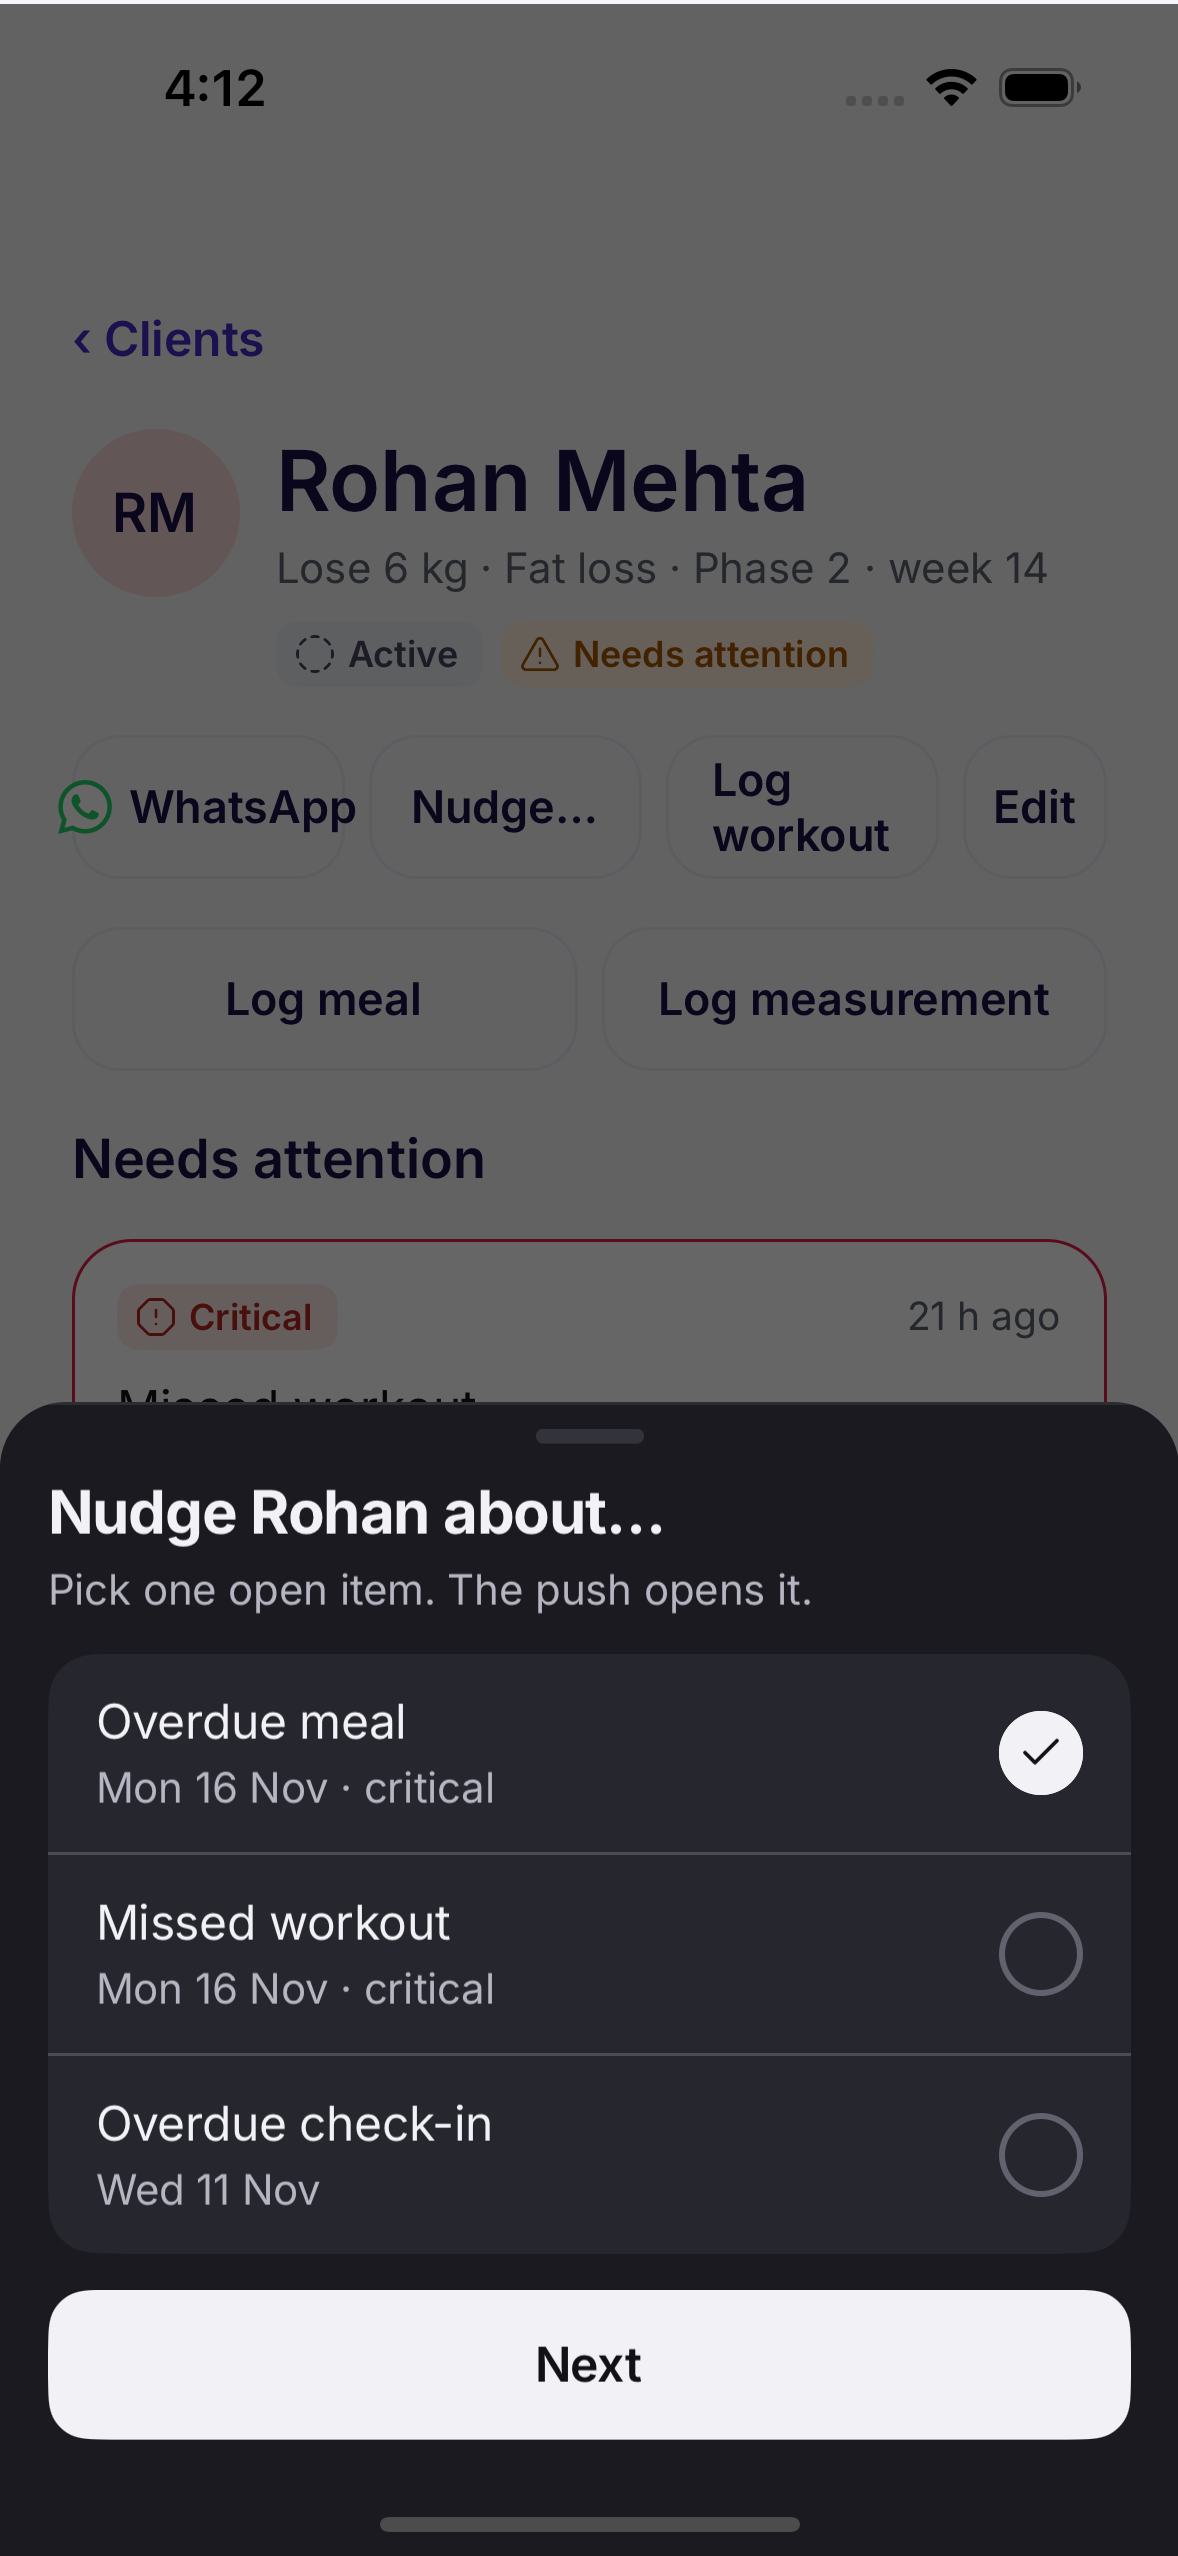 4:12
‹ Clients
RM
Rohan Mehta
Lose 6 kg · Fat loss · Phase 2 · week 14
Active
Needs attention
WhatsApp
Nudge...
Log
workout
Edit
Log meal
Log measurement
Needs attention
Critical
21 h ago
Missed workout
Nudge Rohan about...
Pick one open item. The push opens it.
Overdue meal
Mon 16 Nov · critical
Missed workout
Mon 16 Nov · critical
Overdue check-in
Wed 11 Nov
Next